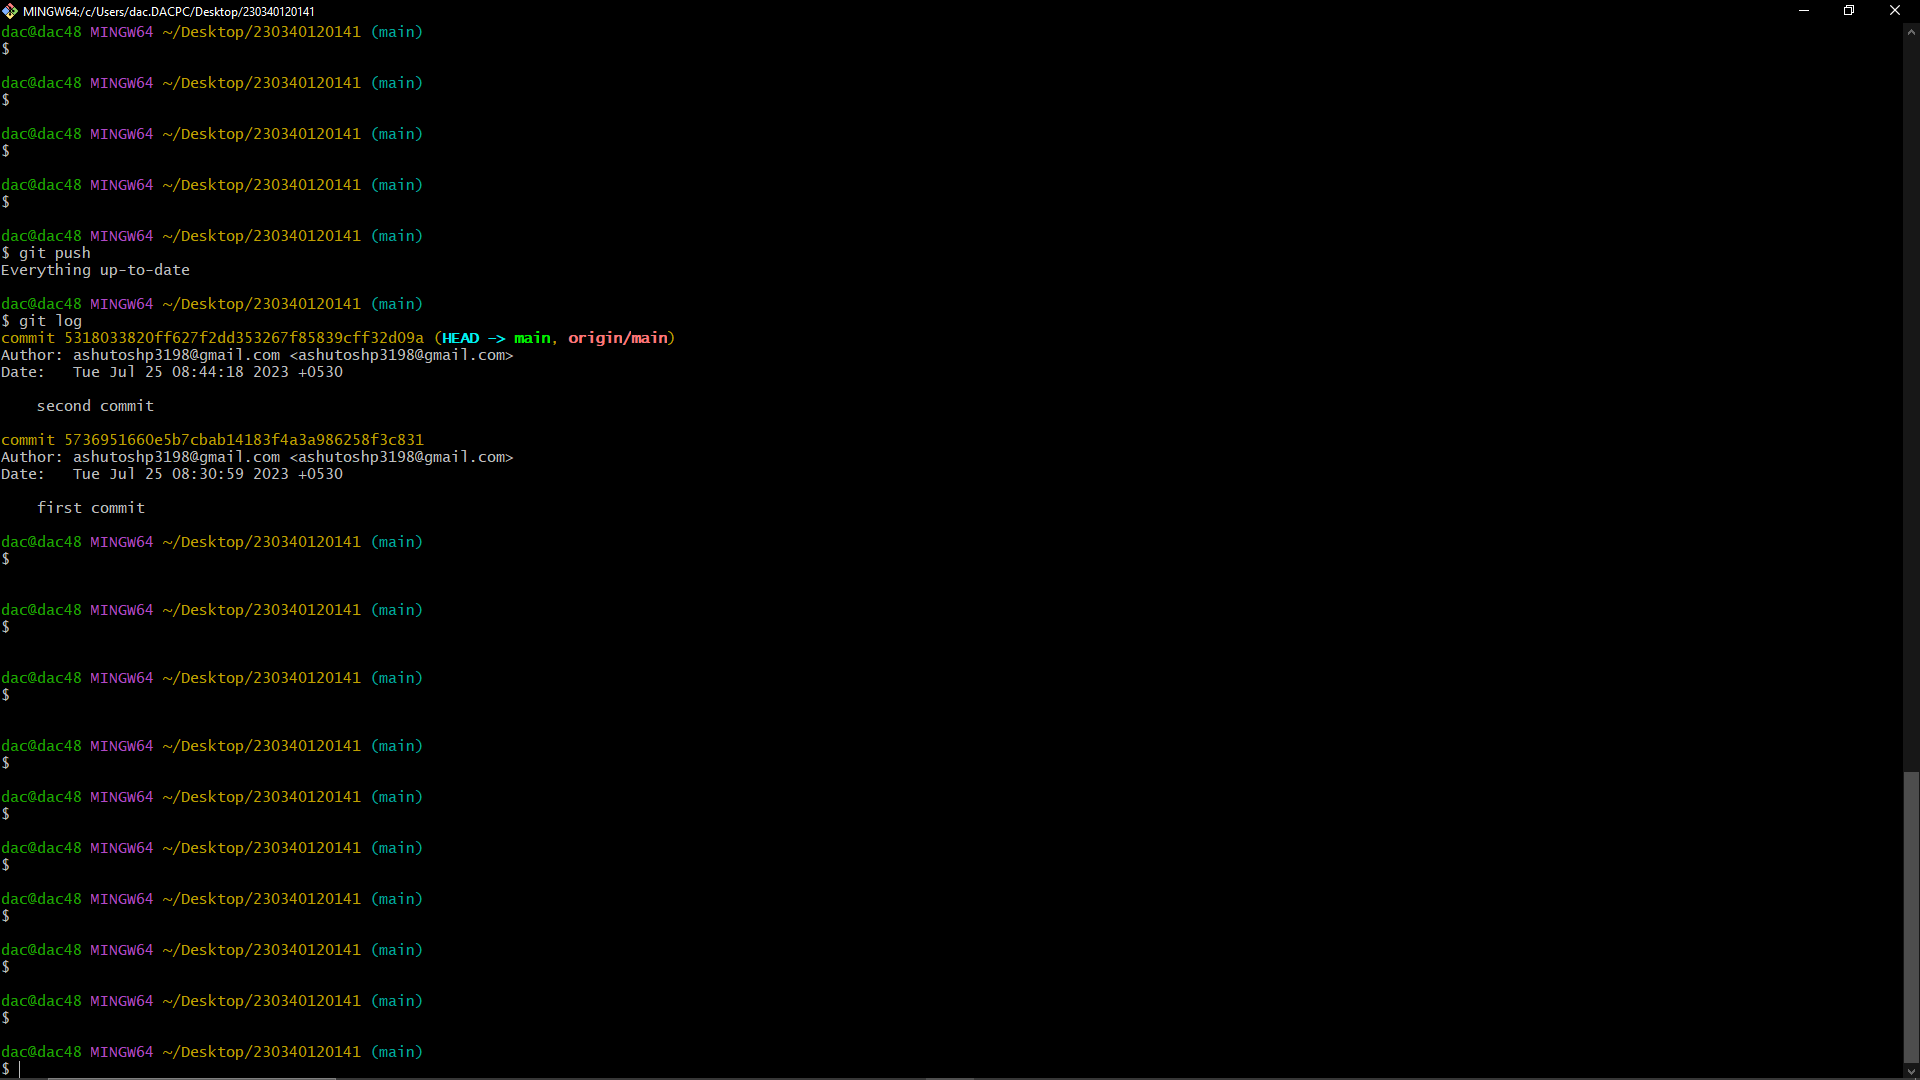 MINGW64:/c/Users/dac.DACPC/Desktop/230340120141
dac@dac48 MINGW64 ~/Desktop/230340120141 (main)
$
dac@dac48 MINGW64 ~/Desktop/230340120141 (main)
$
dac@dac48 MINGW64 ~/Desktop/230340120141 (main)
$
dac@dac48 MINGW64 ~/Desktop/230340120141 (main)
$
dac@dac48 MINGW64 ~/Desktop/230340120141 (main)
$ git push
Everything up-to-date
dac@dac48 MINGW64 ~/Desktop/230340120141 (main)
$ git log
commit 5318033820ff627f2dd353267f85839cff32d09a (HEAD -> main, origin/main)
Author: ashutoshp3198@gmail.com <ashutoshp3198@gmail.com>
Date:   Tue Jul 25 08:44:18 2023 +0530
    second commit
commit 5736951660e5b7cbab14183f4a3a986258f3c831
Author: ashutoshp3198@gmail.com <ashutoshp3198@gmail.com>
Date:   Tue Jul 25 08:30:59 2023 +0530
    first commit
dac@dac48 MINGW64 ~/Desktop/230340120141 (main)
$
dac@dac48 MINGW64 ~/Desktop/230340120141 (main)
$
dac@dac48 MINGW64 ~/Desktop/230340120141 (main)
$
dac@dac48 MINGW64 ~/Desktop/230340120141 (main)
$
dac@dac48 MINGW64 ~/Desktop/230340120141 (main)
$
dac@dac48 MINGW64 ~/Desktop/230340120141 (main)
$
dac@dac48 MINGW64 ~/Desktop/230340120141 (main)
$
dac@dac48 MINGW64 ~/Desktop/230340120141 (main)
$
dac@dac48 MINGW64 ~/Desktop/230340120141 (main)
$
dac@dac48 MINGW64 ~/Desktop/230340120141 (main)
$